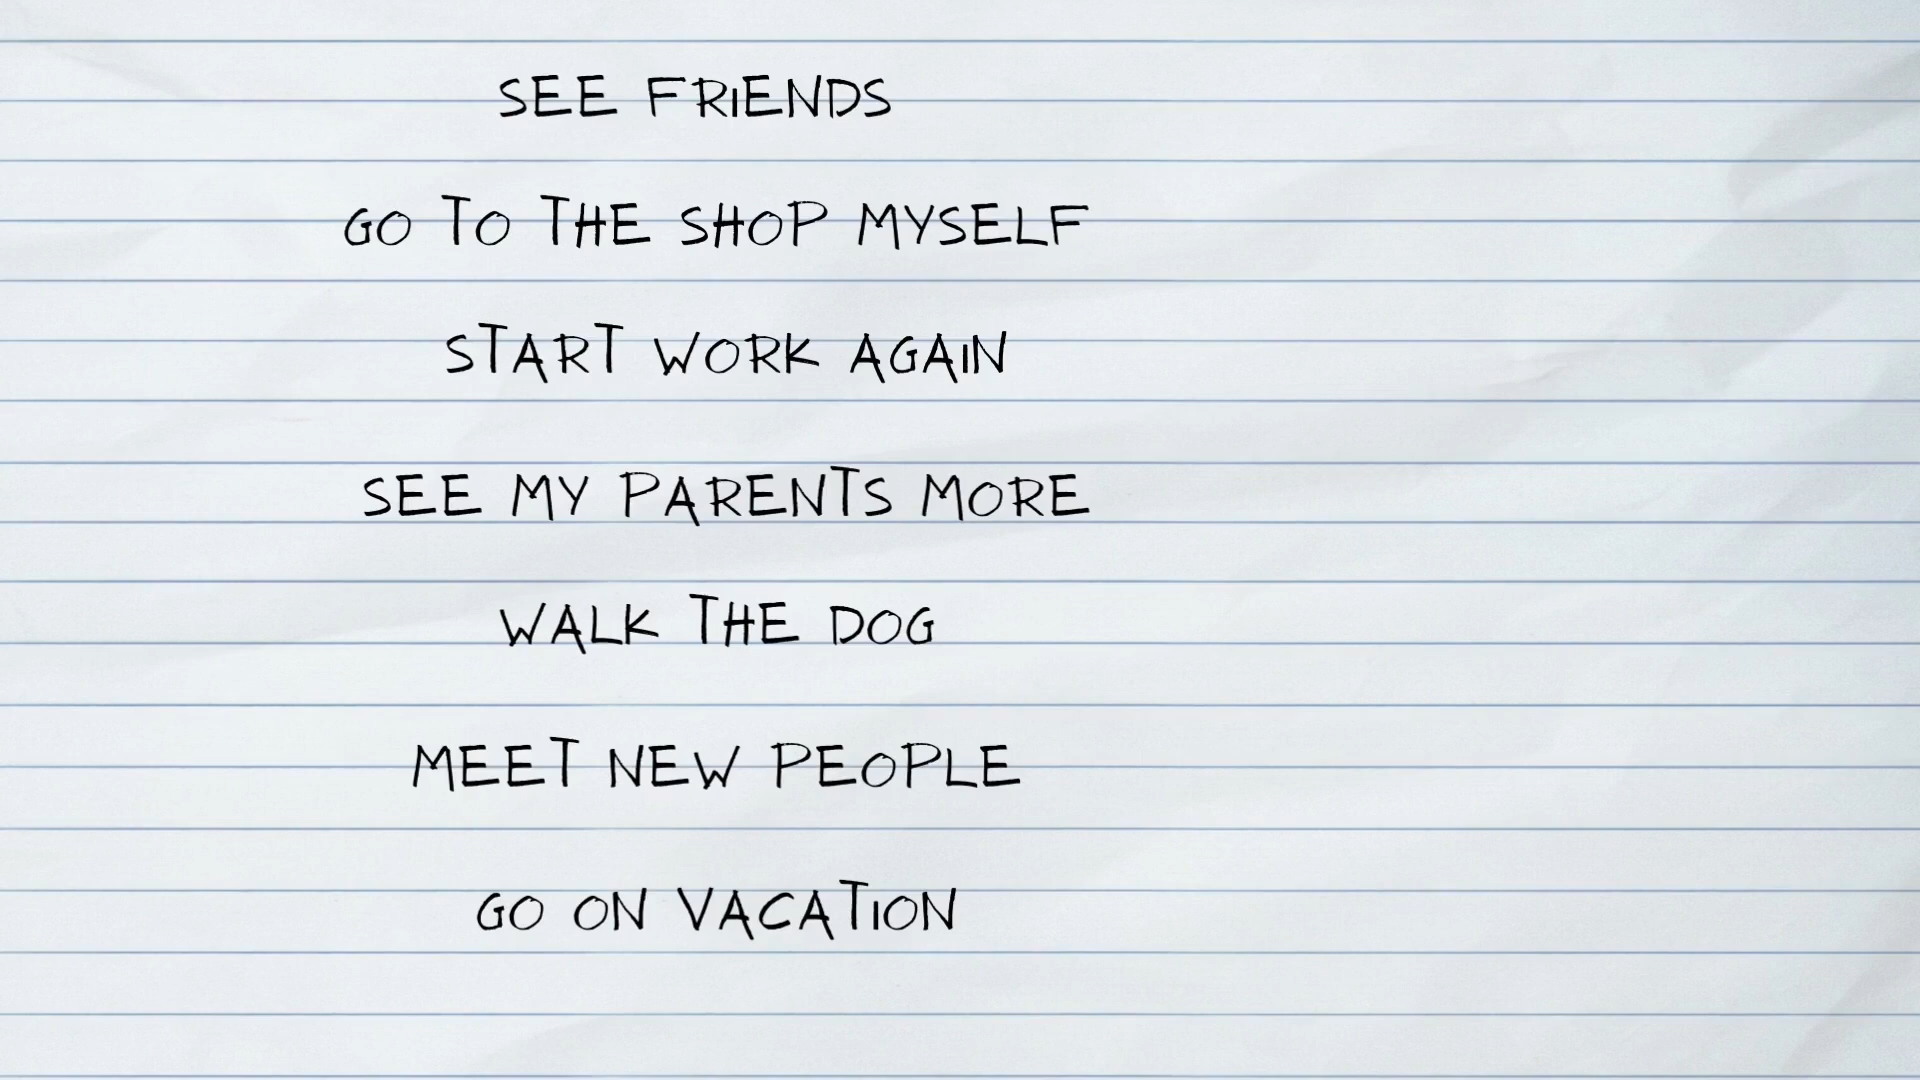 SEE FRIENDS
GO TO THE SHOP MYSELF
START WORK AGAIN
SEE MY PARENTS MORE
WALK THE DOG
MEET NEW PEOPLE
GO ON VACATION